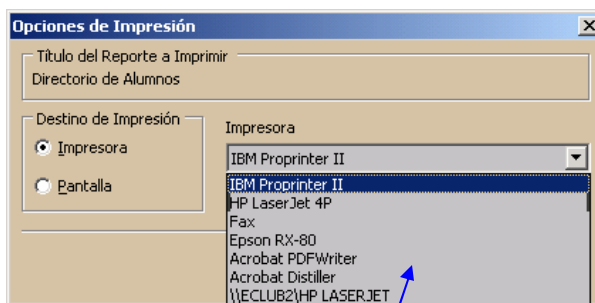 Opciones de Impresión
Título del Reporte a Imprimir
Directorio de Alumnos
Destino de Impresión
Impresora
Pantalla
Impresora
IBM Proprinter II
IBM Proprinter II
HP LaserJet 4P
Fax
Epson RX-80
Acrobat PDFWriter
Acrobat Distiller
\\ECLUB2\HP LASERJET